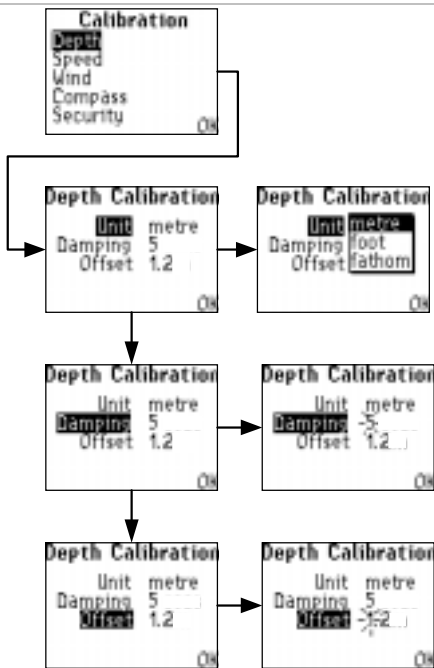 Calibration
Depth
Speed
Wind
Compass
Security
OK
Depth Calibration
Unit metre
Damping 5
Offset 1.2
OK
Depth Calibration
Unit metre
Damping foot
Offset fathom
OK
Depth Calibration
Unit metre
Damping 5
Offset 1.2
OK
Depth Calibration
Unit metre
Damping 5
Offset 1.2
OK
Depth Calibration
Unit metre
Damping 5
Offset 1.2
OK
Depth Calibration
Unit metre
Damping 5
Offset 1.2
OK